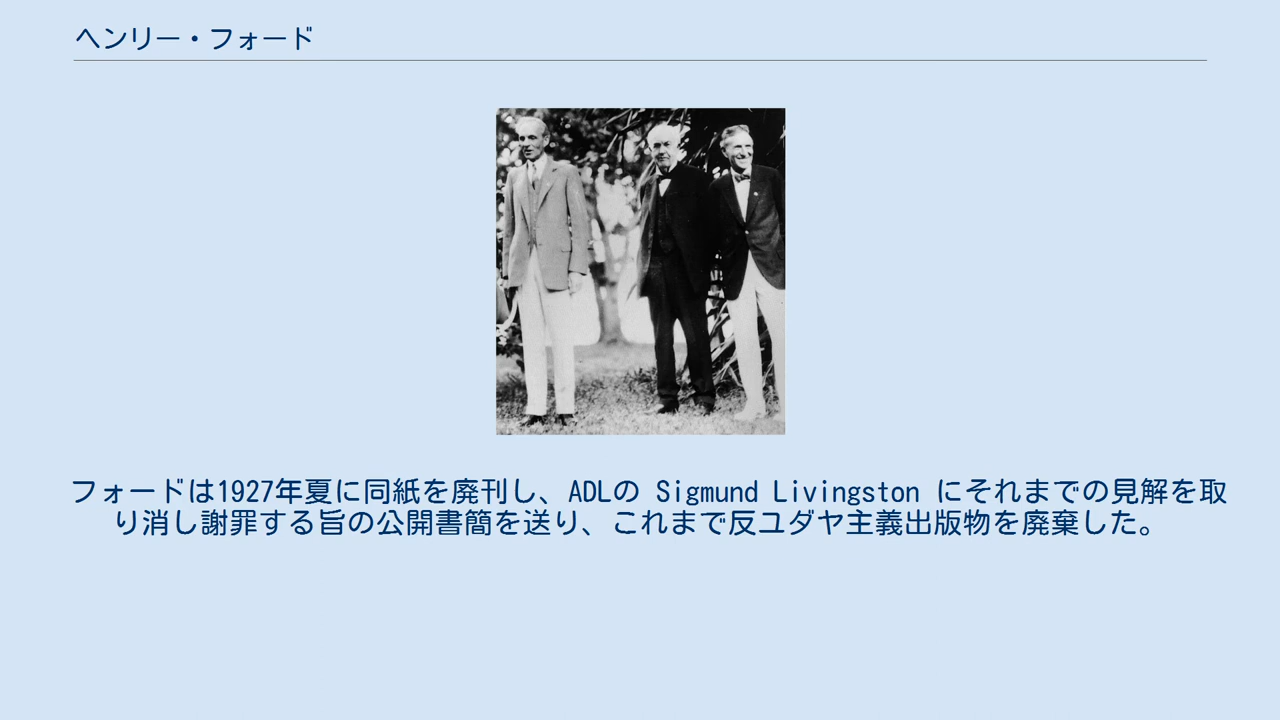 ヘンリー・フォード
フォードは1927年夏に同紙を廃刊し、ADLの Sigmund Livingston にそれまでの見解を取
り消し謝罪する旨の公開書簡を送り、これまで反ユダヤ主義出版物を廃棄した。